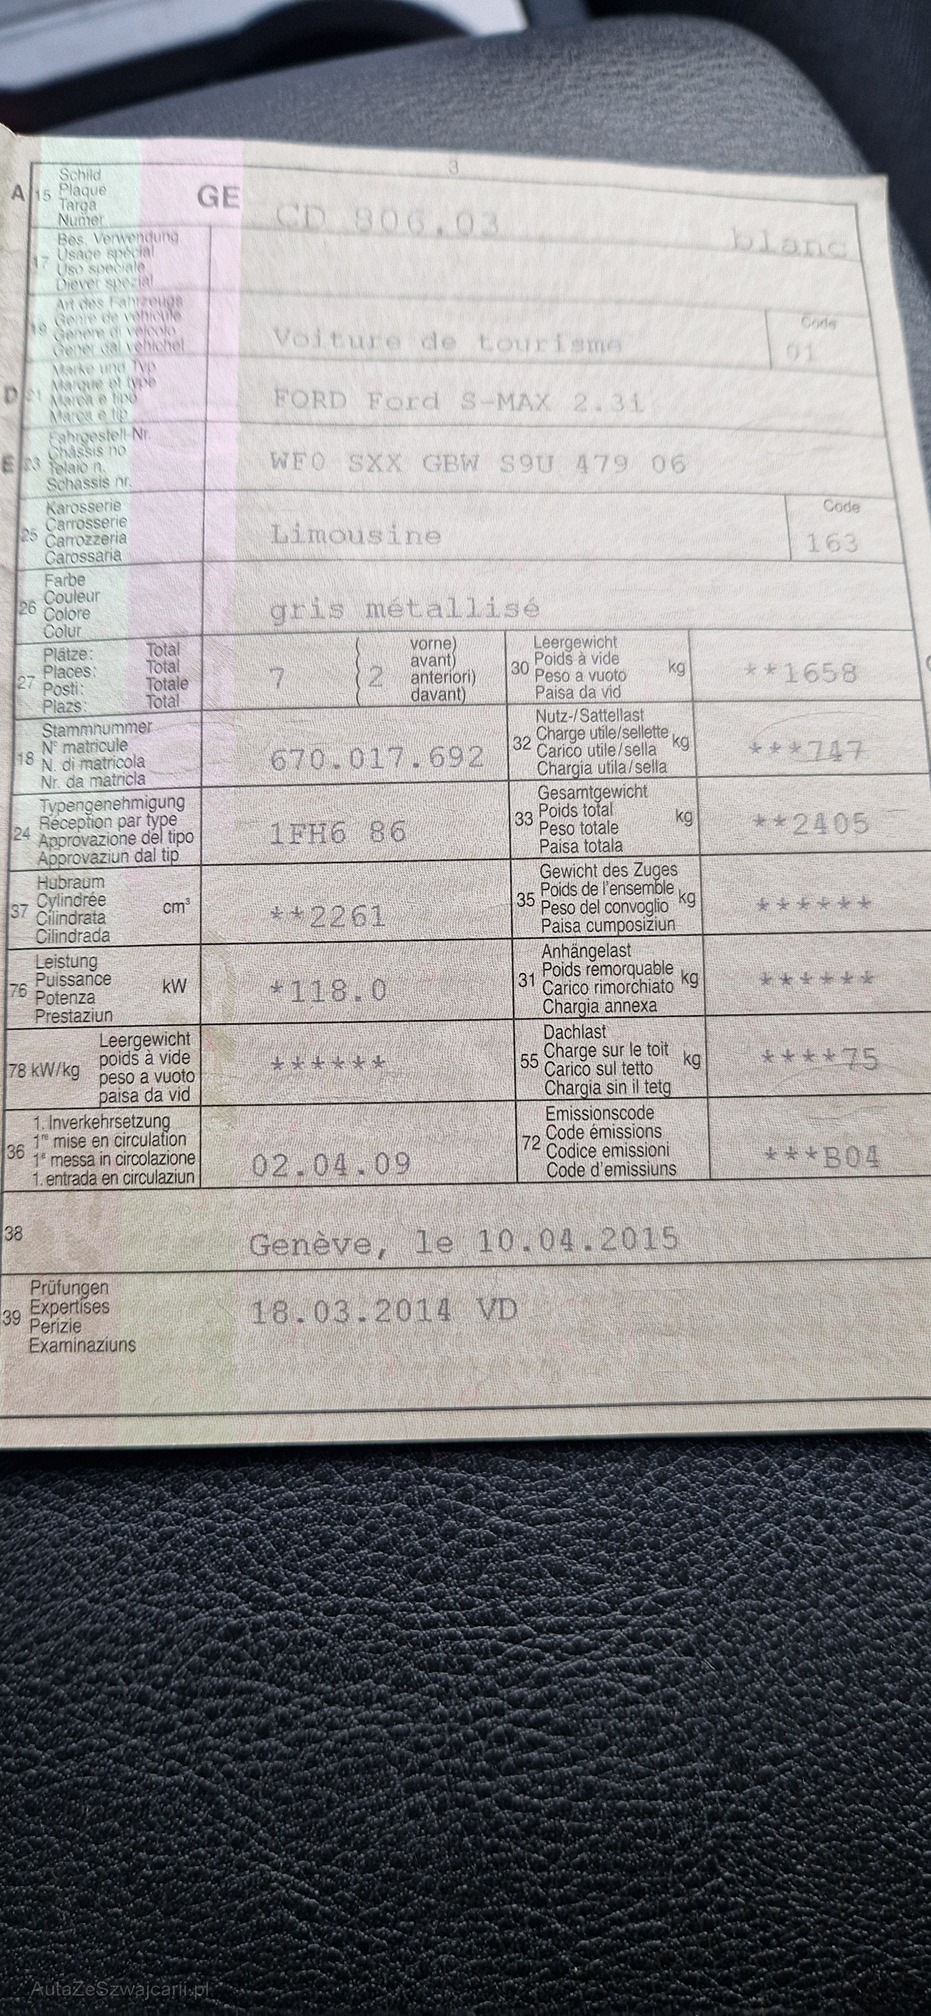 3
A 15 Schild
Plaque
Targa
Numer
GE CD 806.03 blanc
17 Bes. Verwendung
Usage spécial
Uso speciale
Diever spezial
19 Art des Fahrzeugs
Genre de véhicule
Genere di veicolo
Gener dal vehichel
Voiture de tourisme
Code
01
D 21 Marke und Typ
Marque et type
Marca e tipo
Marca e tip
FORD Ford S-MAX 2.3i
E 23 Fahrgestell-Nr.
Châssis no
Telaio n.
Schassis nr.
WF0 SXX GBW S9U 479 06
25 Karosserie
Carrosserie
Carrozzeria
Carossaria
Limousine
Code
163
26 Farbe
Couleur
Colore
Colur
gris métallisé
27 Plätze: Total
Places: Total
Posti: Totale
Plazs: Total
7 ( 2 vorne)
avant)
anteriori)
davant)
30 Leergewicht
Poids à vide kg
Peso a vuoto
Paisa da vid
**1658
18 Stammnummer
N° matricule
N. di matricola
Nr. da matricla
670.017.692
32 Nutz-/Sattellast
Charge utile/sellette kg
Carico utile/sella
Chargia utila/sella
***747
24 Typengenehmigung
Réception par type
Approvazione del tipo
Approvaziun dal tip
1FH6 86
33 Gesamtgewicht
Poids total kg
Peso totale
Paisa totala
**2405
37 Hubraum
Cylindrée cm³
Cilindrata
Cilindrada
**2261
35 Gewicht des Zuges
Poids de l'ensemble kg
Peso del convoglio
Paisa cumposiziun
******
76 Leistung
Puissance kW
Potenza
Prestaziun
*118.0
31 Anhängelast
Poids remorquable kg
Carico rimorchiato
Chargia annexa
******
78 kW/kg Leergewicht
poids à vide
peso a vuoto
paisa da vid
******
55 Dachlast
Charge sur le toit kg
Carico sul tetto
Chargia sin il tetg
****75
36 1. Inverkehrsetzung
1re mise en circulation
1a messa in circolazione
1. entrada en circulaziun
02.04.09
72 Emissionscode
Code émissions
Codice emissioni
Code d'emissiuns
***B04
38 Genève, le 10.04.2015
39 Prüfungen
Expertises
Perizie
Examinaziuns
18.03.2014 VD
AutaZeSzwajcarii.pl